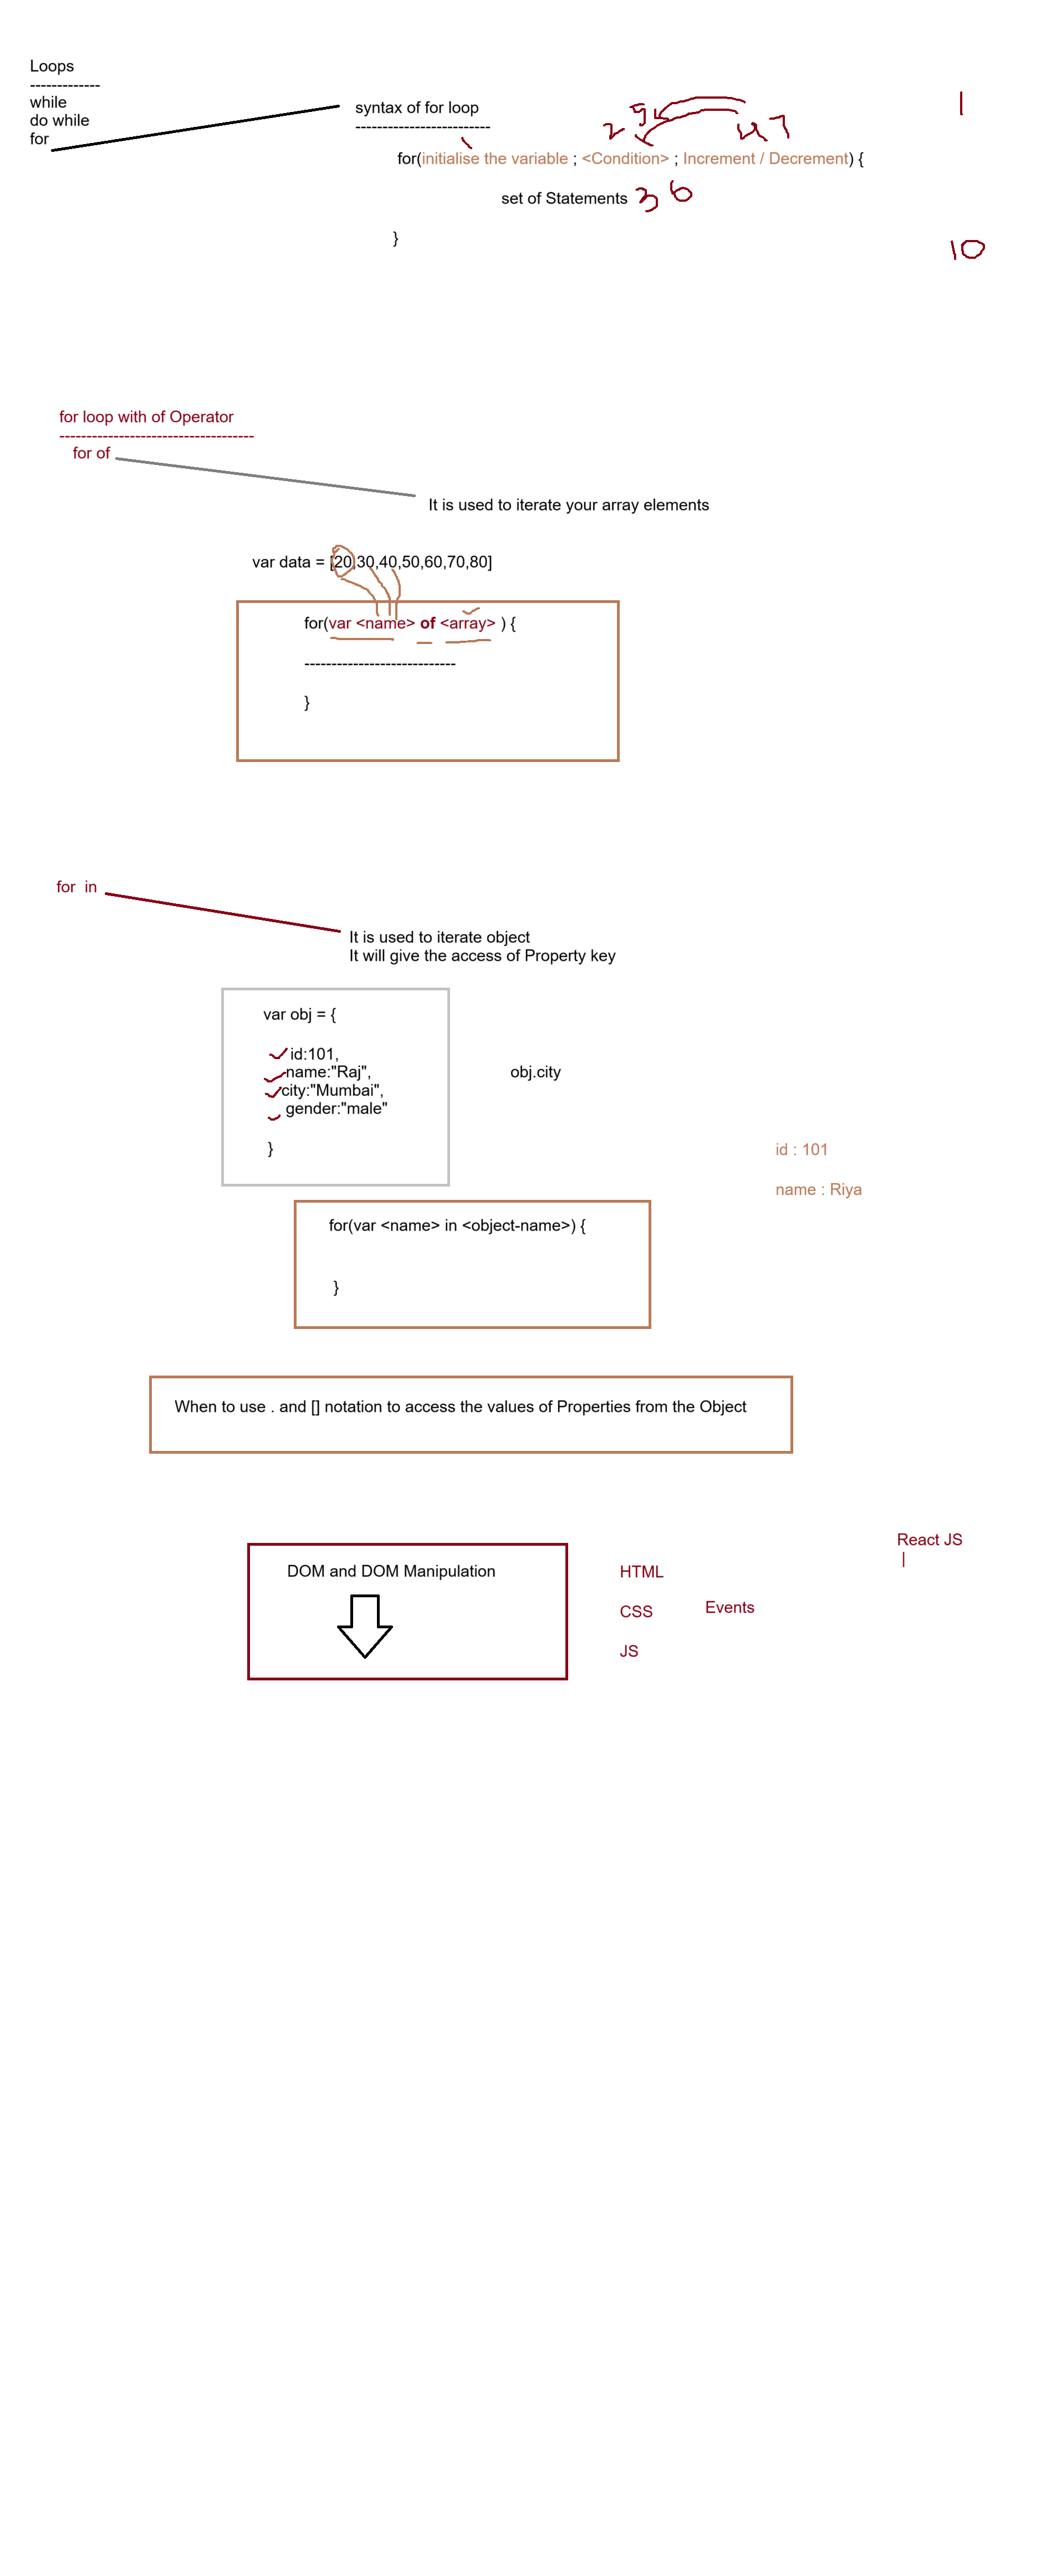 Loops
-------------
while
do while
for
syntax of for loop
-------------------------
1
2 5 4 7
for(initialise the variable ; <Condition> ; Increment / Decrement) {
set of Statements 3 6
}
10
for loop with of Operator
------------------------------------
for of
It is used to iterate your array elements
var data = [20,30,40,50,60,70,80]
for(var <name> of <array> ) {
----------------------------
}
for  in
It is used to iterate object
It will give the access of Property key
var obj = {
id:101,
name:"Raj",
city:"Mumbai",
gender:"male"
}
obj.city
id : 101
name : Riya
for(var <name> in <object-name>) {
}
When to use . and [] notation to access the values of Properties from the Object
DOM and DOM Manipulation
HTML
CSS
JS
Events
React JS
|